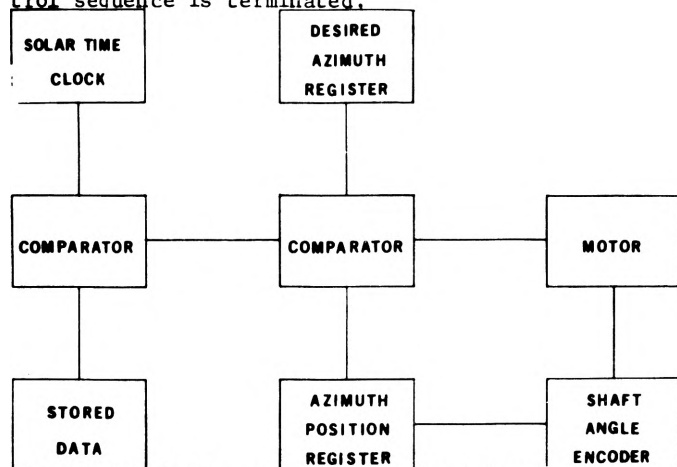 trol sequence is terminated.
SOLAR TIME
CLOCK
DESIRED
AZIMUTH
REGISTER
COMPARATOR
COMPARATOR
MOTOR
STORED
DATA
AZIMUTH
POSITION
REGISTER
SHAFT
ANGLE
ENCODER